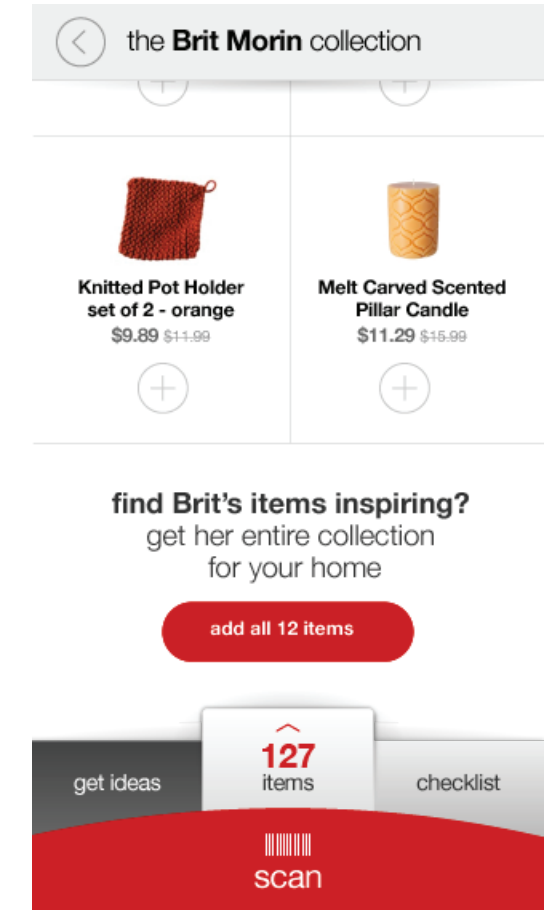 the Brit Morin collection
Knitted Pot Holder
set of 2 - orange
$9.89 $11.99
Melt Carved Scented
Pillar Candle
$11.29 $15.99
find Brit’s items inspiring?
get her entire collection
for your home
add all 12 items
get ideas
127
items
checklist
scan